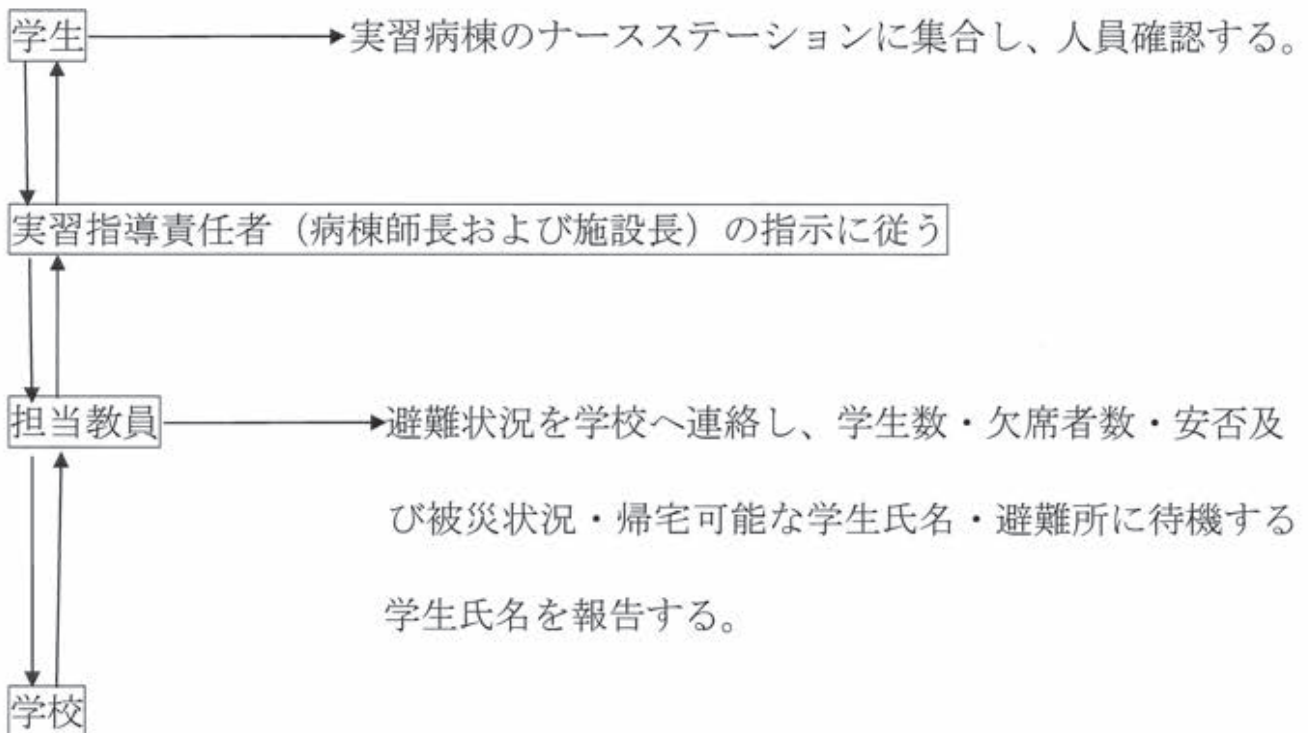 学生
実習病棟のナースステーションに集合し、人員確認する。
実習指導責任者（病棟師長および施設長）の指示に従う
担当教員
避難状況を学校へ連絡し、学生数・欠席者数・安否及
び被災状況・帰宅可能な学生氏名・避難所に待機する
学生氏名を報告する。
学校